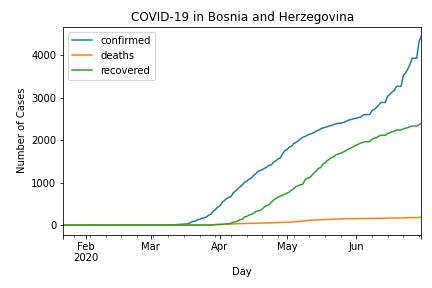 COVID-19 in Bosnia and Herzegovina
confirmed
deaths
recovered
Number of Cases
4000
3000
2000
1000
0
Feb
2020
Mar
Apr
May
Jun
Day